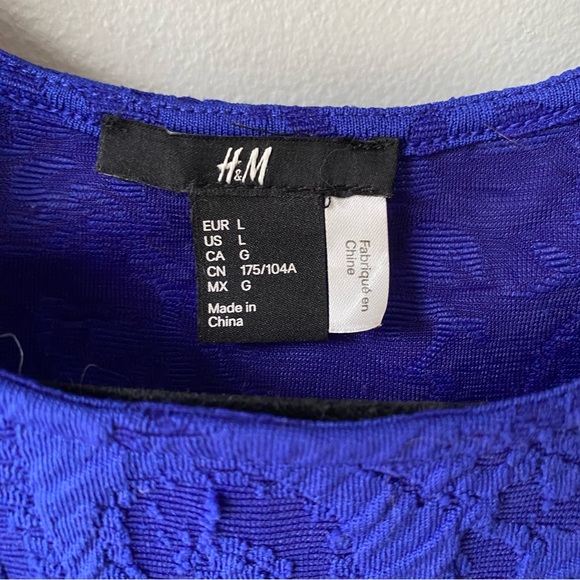 H&M
EUR L
US L
CA G
CN 175/104A
MX G
Made in
China
Fabriqué en
Chine